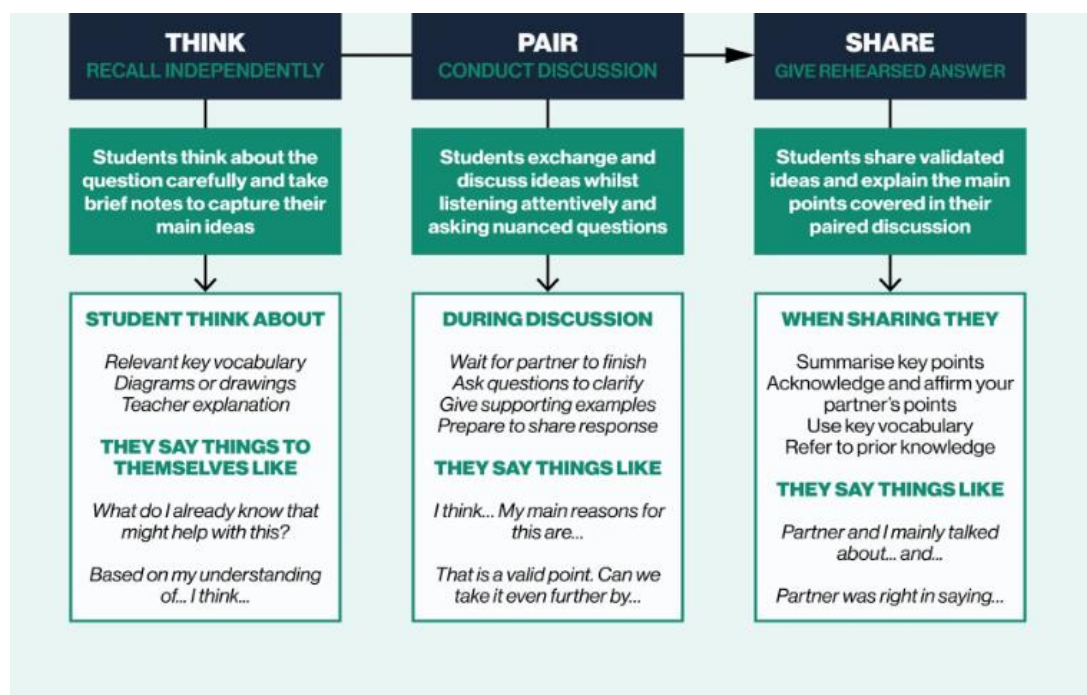 THINK
RECALL INDEPENDENTLY
Students think about the
question carefully and take
brief notes to capture their
main ideas
STUDENT THINK ABOUT
Relevant key vocabulary
Diagrams or drawings
Teacher explanation
THEY SAY THINGS TO
THEMSELVES LIKE
What do I already know that
might help with this?
Based on my understanding
of... I think...
PAIR
CONDUCT DISCUSSION
Students exchange and
discuss ideas whilst
listening attentively and
asking nuanced questions
DURING DISCUSSION
Wait for partner to finish
Ask questions to clarify
Give supporting examples
Prepare to share response
THEY SAY THINGS LIKE
I think... My main reasons for
this are...
That is a valid point. Can we
take it even further by...
SHARE
GIVE REHEARSED ANSWER
Students share validated
ideas and explain the main
points covered in their
paired discussion
WHEN SHARING THEY
Summarise key points
Acknowledge and affirm your
partner's points
Use key vocabulary
Refer to prior knowledge
THEY SAY THINGS LIKE
Partner and I mainly talked
about... and...
Partner was right in saying...